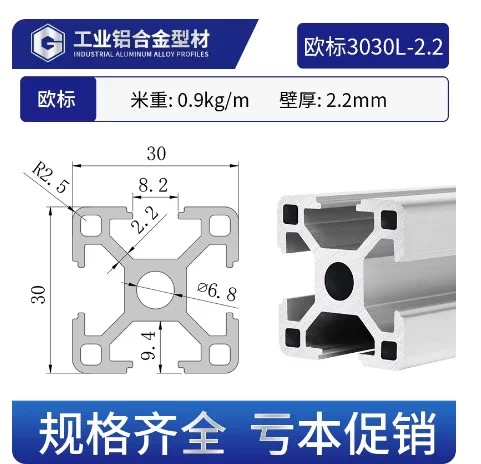 G
工业铝合金型材
INDUSTRIAL ALUMINUM ALLOY PROFILES
欧标3030L-2.2
欧标
米重: 0.9kg/m
壁厚: 2.2mm
30
R2.5
8.2
2.2
30
⌀6.8
9.4
规格齐全 亏本促销